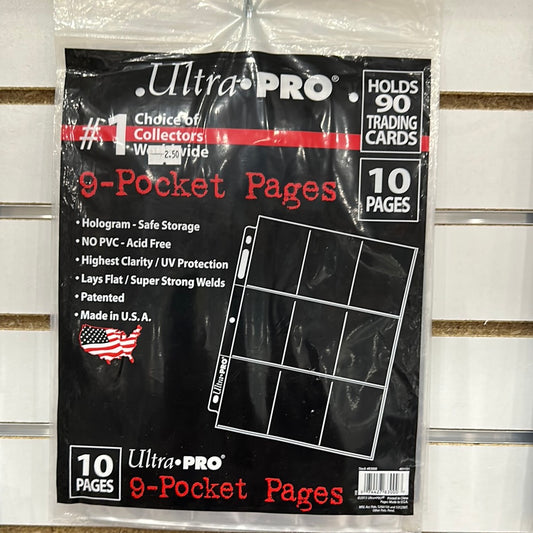 Ultra•PRO®
HOLDS
90
TRADING
CARDS
#1 Choice of
Collectors
Worldwide
2.50
9-Pocket Pages
10
PAGES
• Hologram - Safe Storage
• NO PVC - Acid Free
• Highest Clarity / UV Protection
• Lays Flat / Super Strong Welds
• Patented
• Made in U.S.A.
Ultra•PRO®
10
PAGES
Ultra•PRO®
9-Pocket Pages